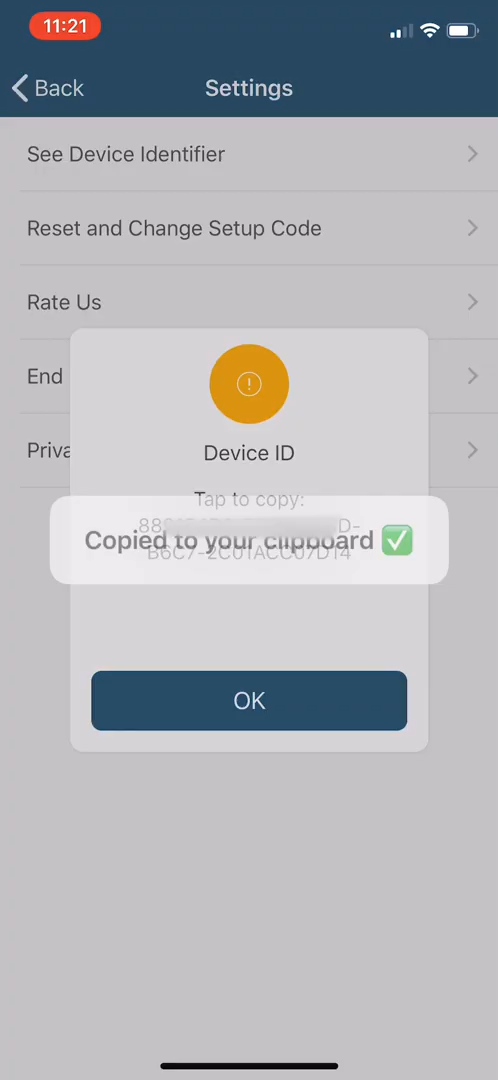 11:21
Back
Settings
See Device Identifier
Reset and Change Setup Code
Rate Us
End
Priva
Device ID
Tap to copy:
Copied to your clipboard ✅
OK